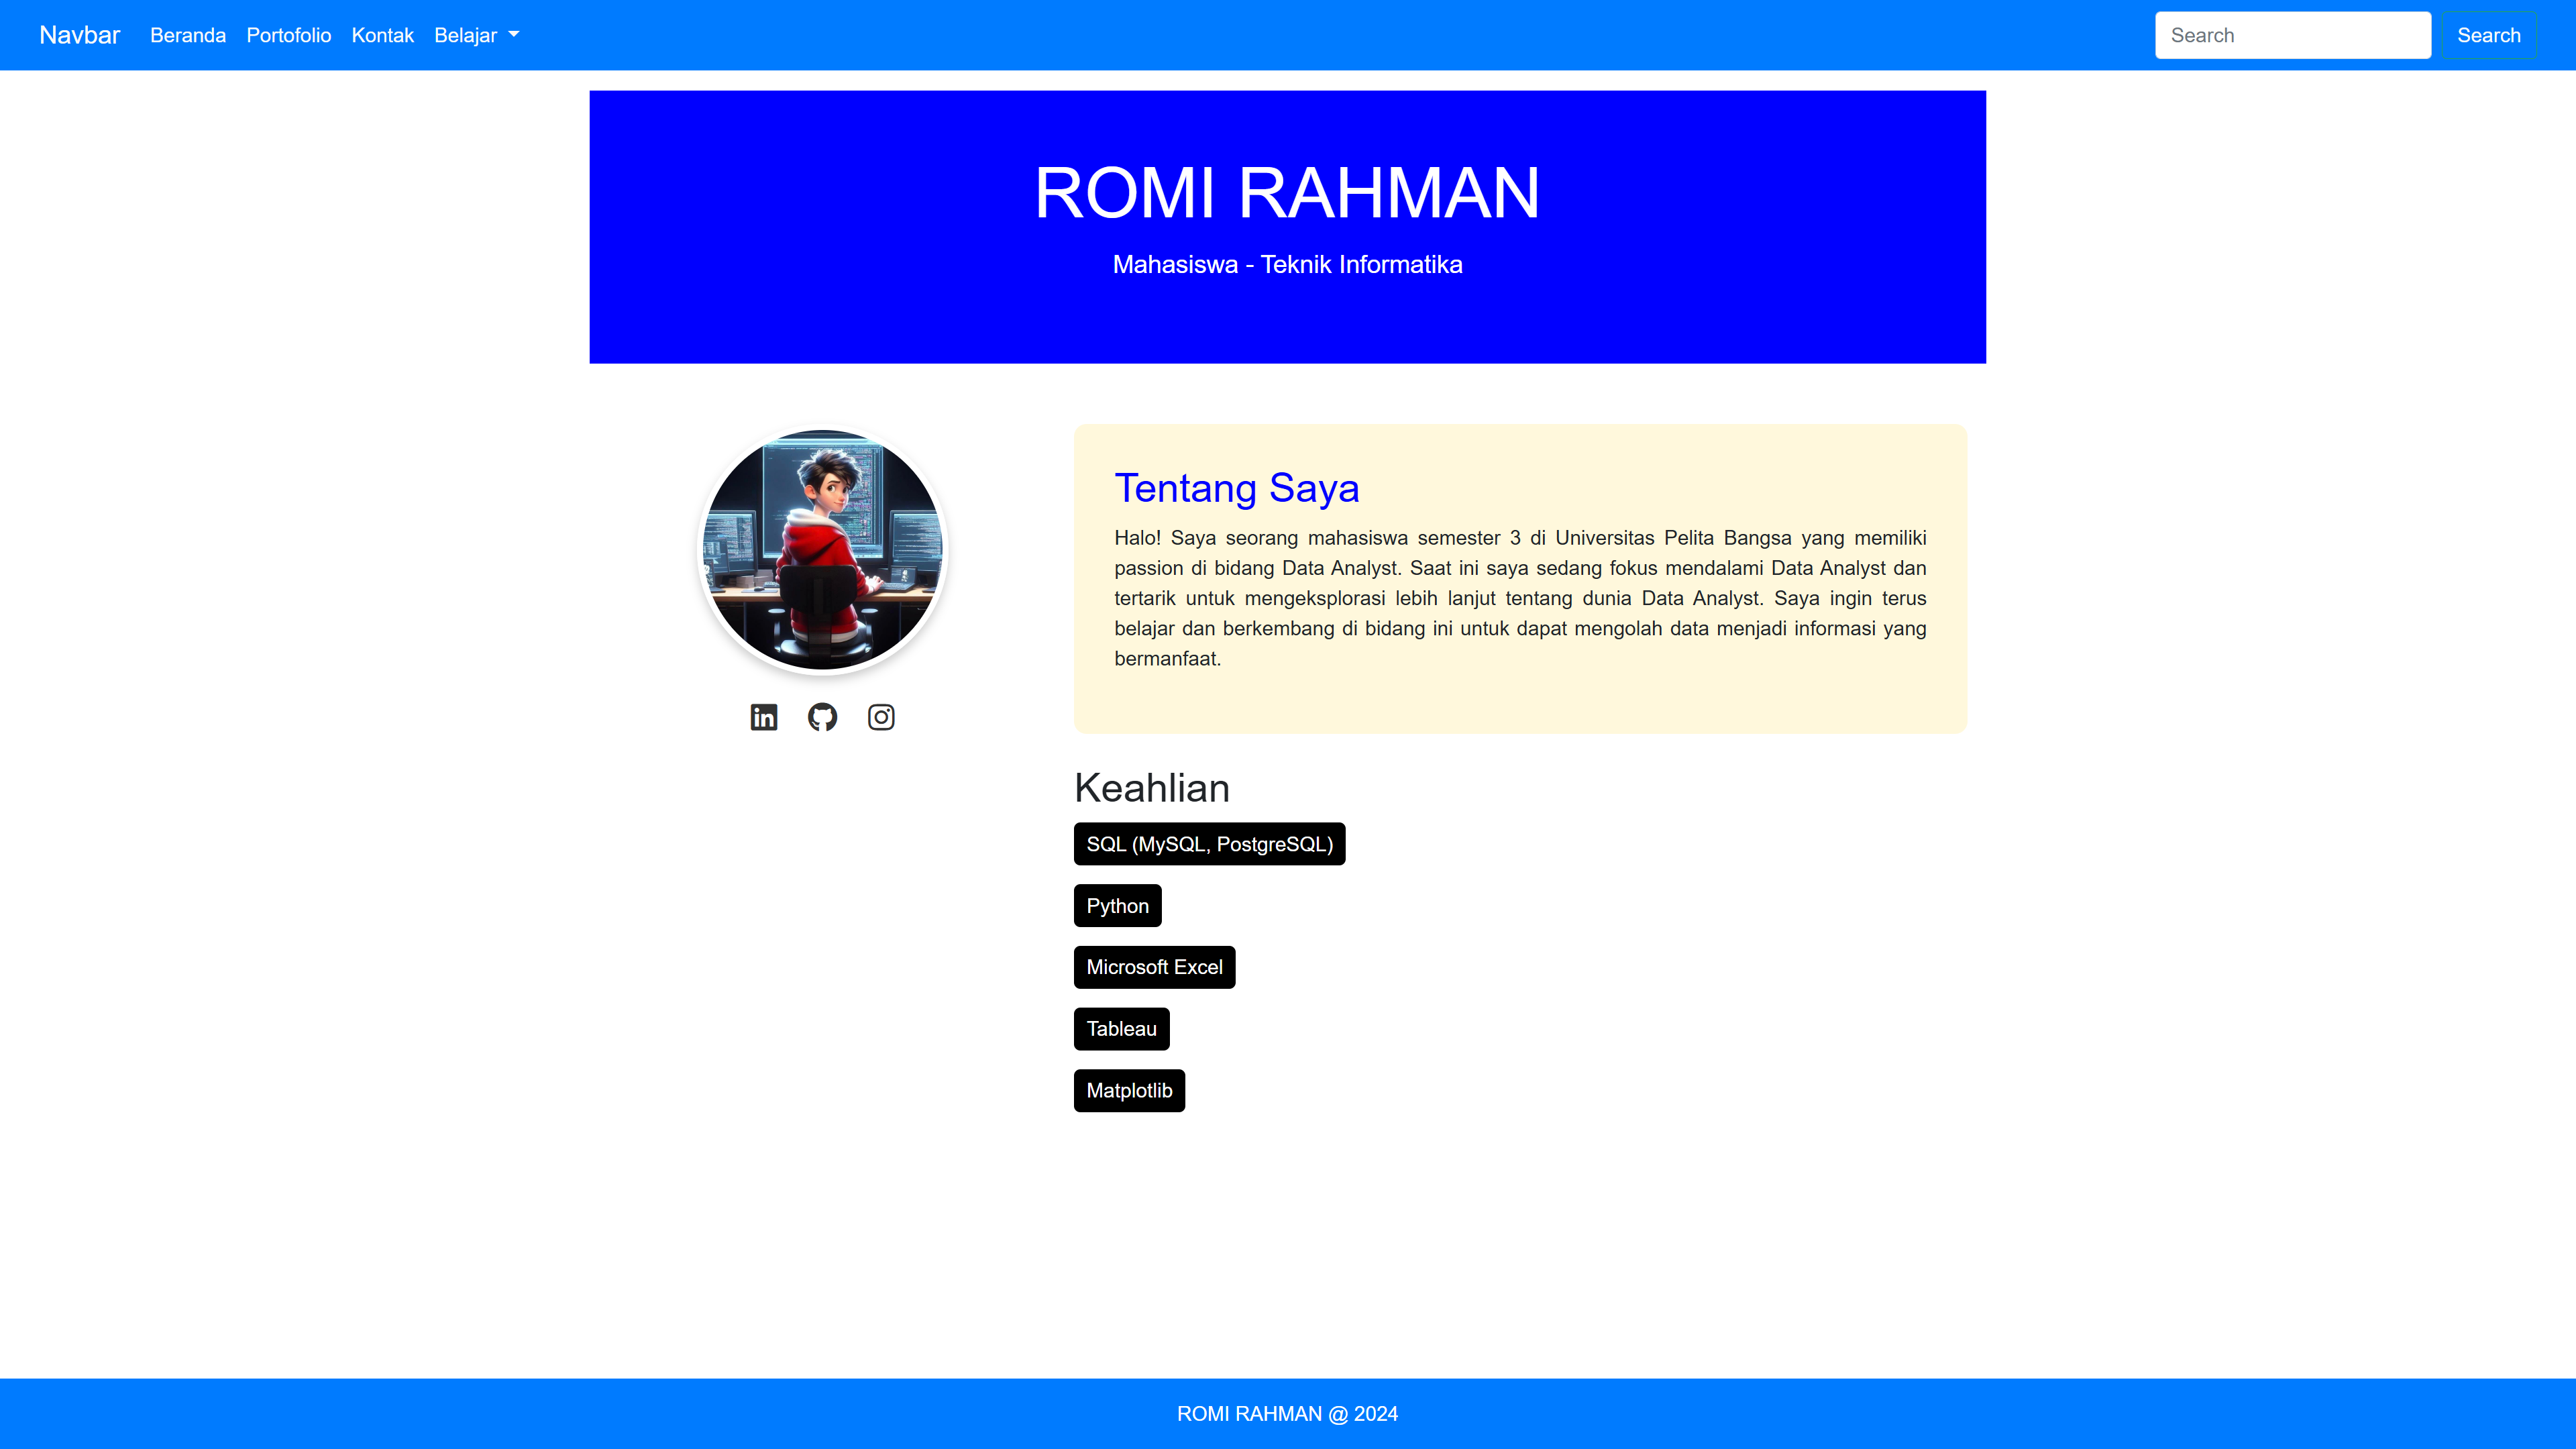 Navbar Beranda Portofolio Kontak Belajar Search Search
ROMI RAHMAN
Mahasiswa - Teknik Informatika
Tentang Saya
Halo! Saya seorang mahasiswa semester 3 di Universitas Pelita Bangsa yang memiliki
passion di bidang Data Analyst. Saat ini saya sedang fokus mendalami Data Analyst dan
tertarik untuk mengeksplorasi lebih lanjut tentang dunia Data Analyst. Saya ingin terus
belajar dan berkembang di bidang ini untuk dapat mengolah data menjadi informasi yang
bermanfaat.
Keahlian
SQL (MySQL, PostgreSQL)
Python
Microsoft Excel
Tableau
Matplotlib
ROMI RAHMAN @ 2024